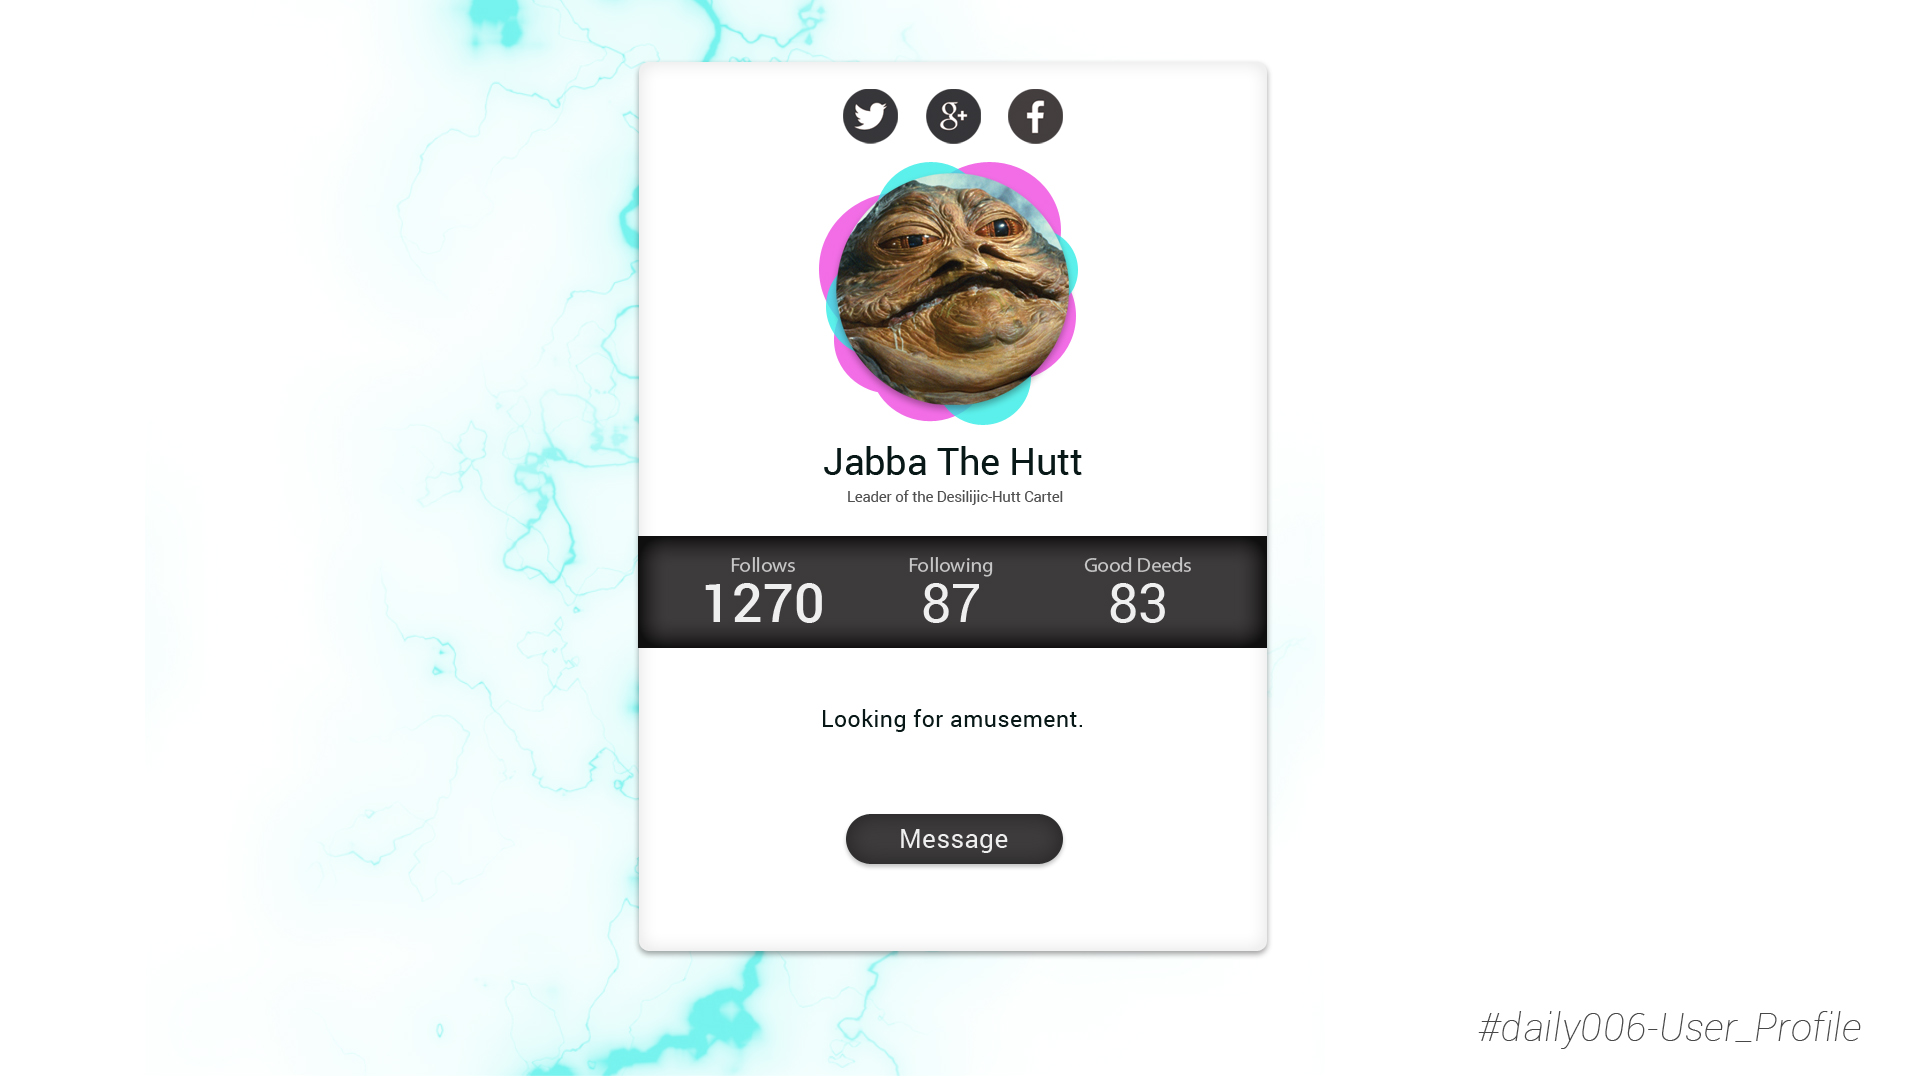 g+
Jabba The Hutt
Leader of the Desilijic-Hutt Cartel
Follows Following Good Deeds
1270 87 83
Looking for amusement.
Message
#daily006-User_Profile